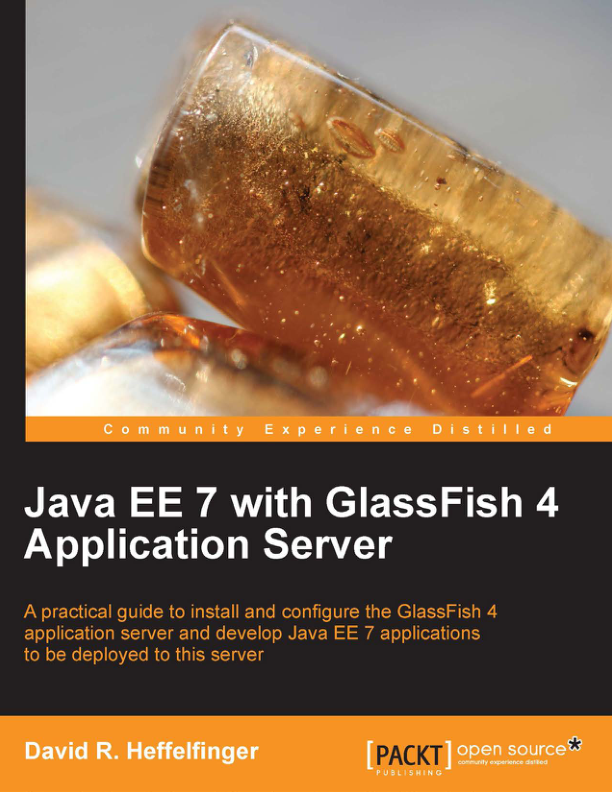 Community Experience Distilled
Java EE 7 with GlassFish 4
Application Server
A practical guide to install and configure the GlassFish 4
application server and develop Java EE 7 applications
to be deployed to this server
David R. Heffelfinger
[PACKT]
PUBLISHING
open source*
community experience distilled